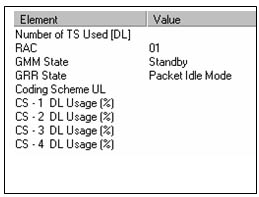 Element Value
Number of TS Used [DL]
RAC 01
GMM State Standby
GRR State Packet Idle Mode
Coding Scheme UL
CS - 1 DL Usage (%)
CS - 2 DL Usage (%)
CS - 3 DL Usage (%)
CS - 4 DL Usage (%)